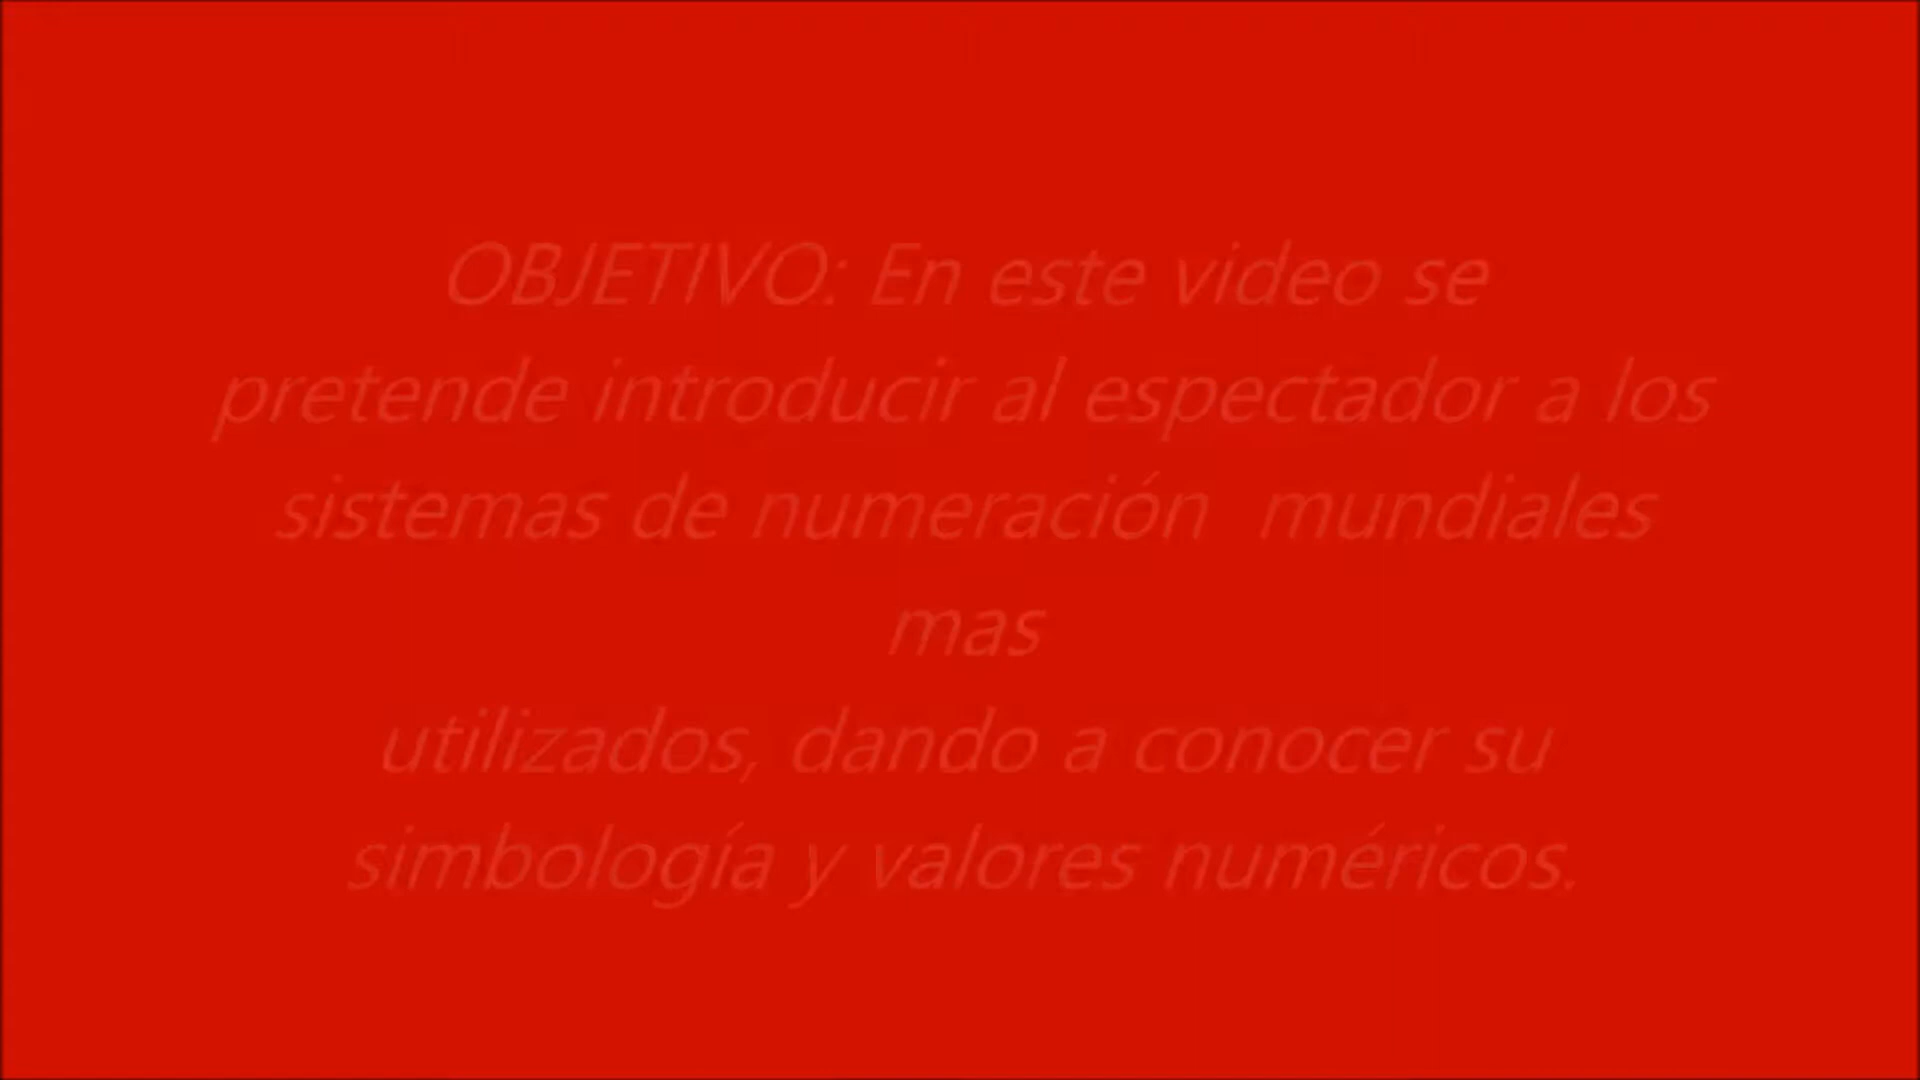 OBJETIVO: En este video se
pretende introducir al espectador a los
sistemas de numeración  mundiales
mas
utilizados, dando a conocer su
simbología y valores numéricos.